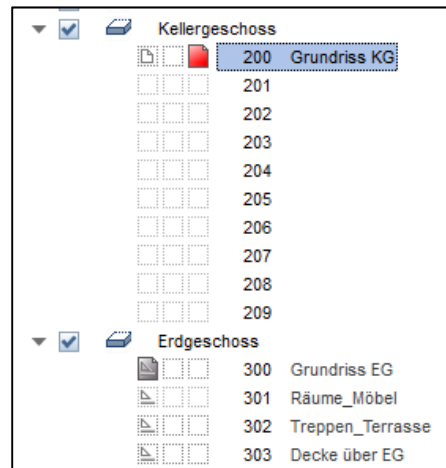 Kellergeschoss
200 Grundriss KG
201
202
203
204
205
206
207
208
209
Erdgeschoss
300 Grundriss EG
301 Räume_Möbel
302 Treppen_Terrasse
303 Decke über EG